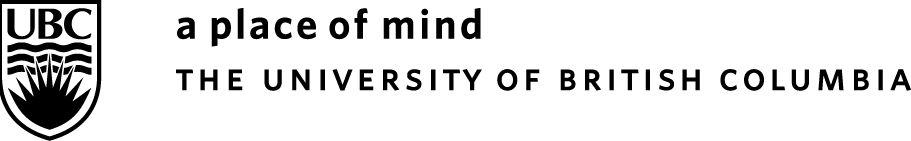 UBC
a place of mind
THE UNIVERSITY OF BRITISH COLUMBIA